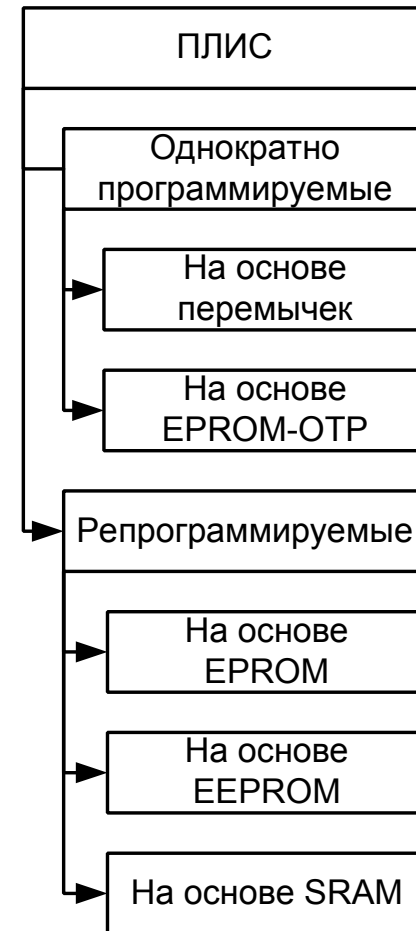 ПЛИС
Однократно
программируемые
На основе
перемычек
На основе
EPROM-OTP
Репрограммируемые
На основе
EPROM
На основе
EEPROM
На основе SRAM